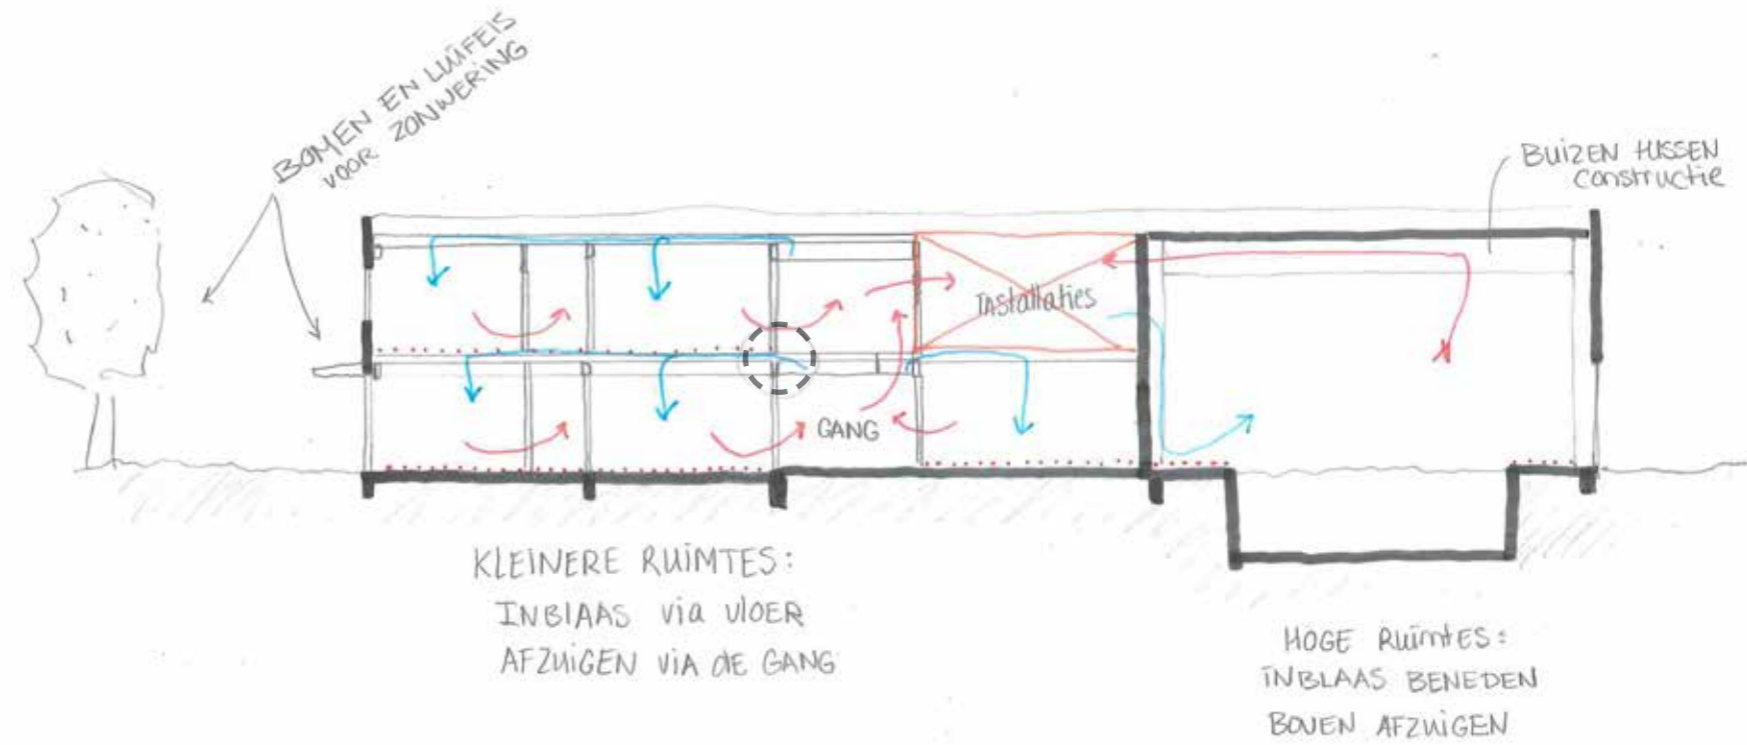 BOMEN EN LUIFELS
VOOR ZONWERING
BUIZEN TUSSEN
CONSTRUCTIE
INSTALLATIES
GANG
KLEINERE RUIMTES:
INBLAAS VIA VLOER
AFZUIGEN VIA DE GANG
HOGE RUIMTES:
INBLAAS BENEDEN
BOVEN AFZUIGEN